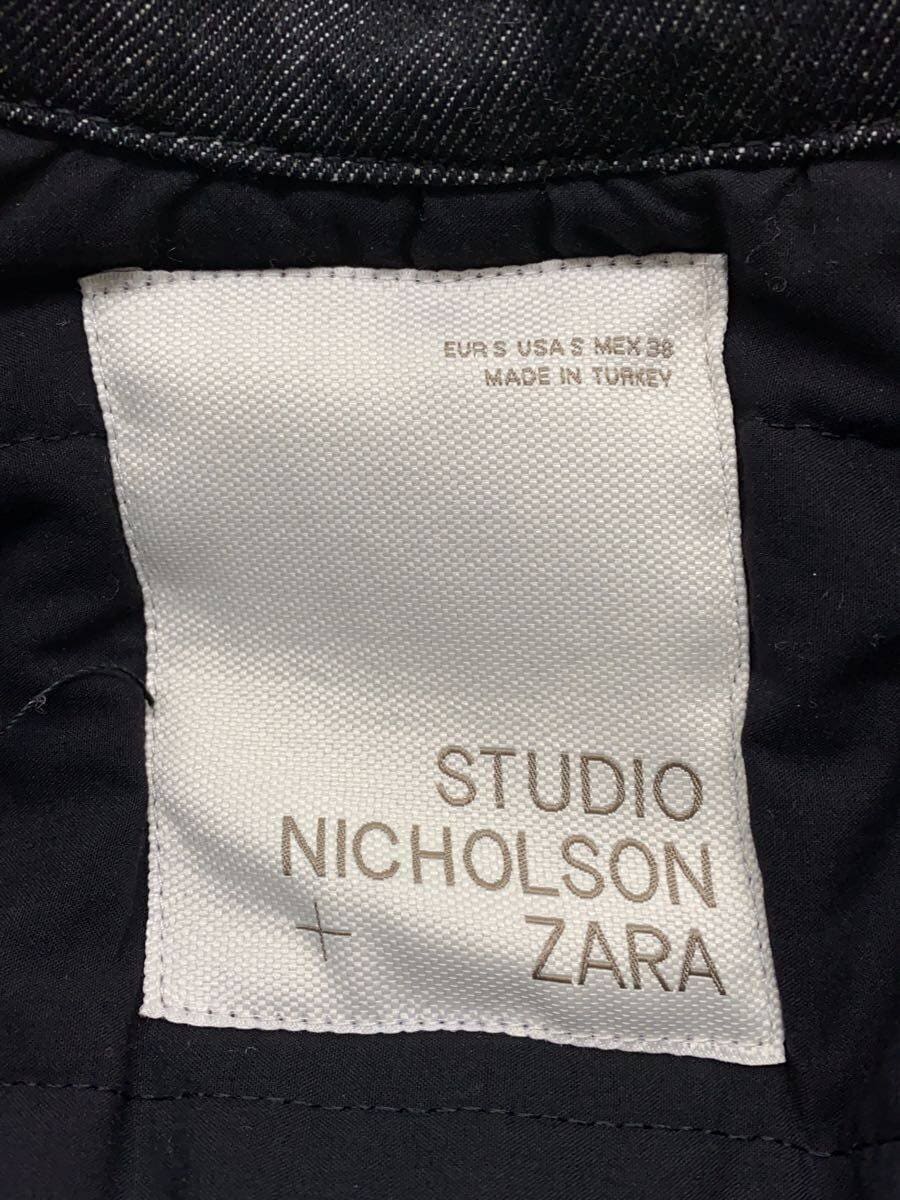 EUR S USA S MEX 38
MADE IN TURKEY
STUDIO
NICHOLSON
+ ZARA